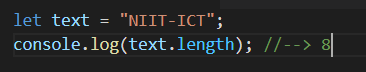 let text = "NIIT-ICT";
console.log(text.length); //--> 8